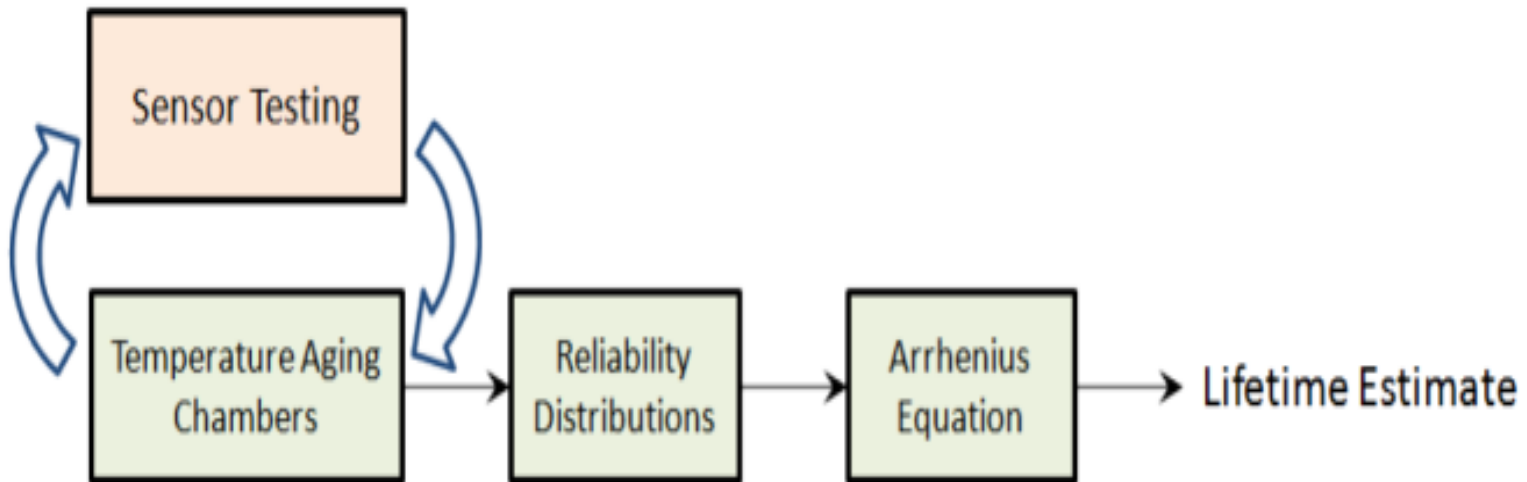 Sensor Testing
Temperature Aging
Chambers
Reliability
Distributions
Arrhenius
Equation
Lifetime Estimate